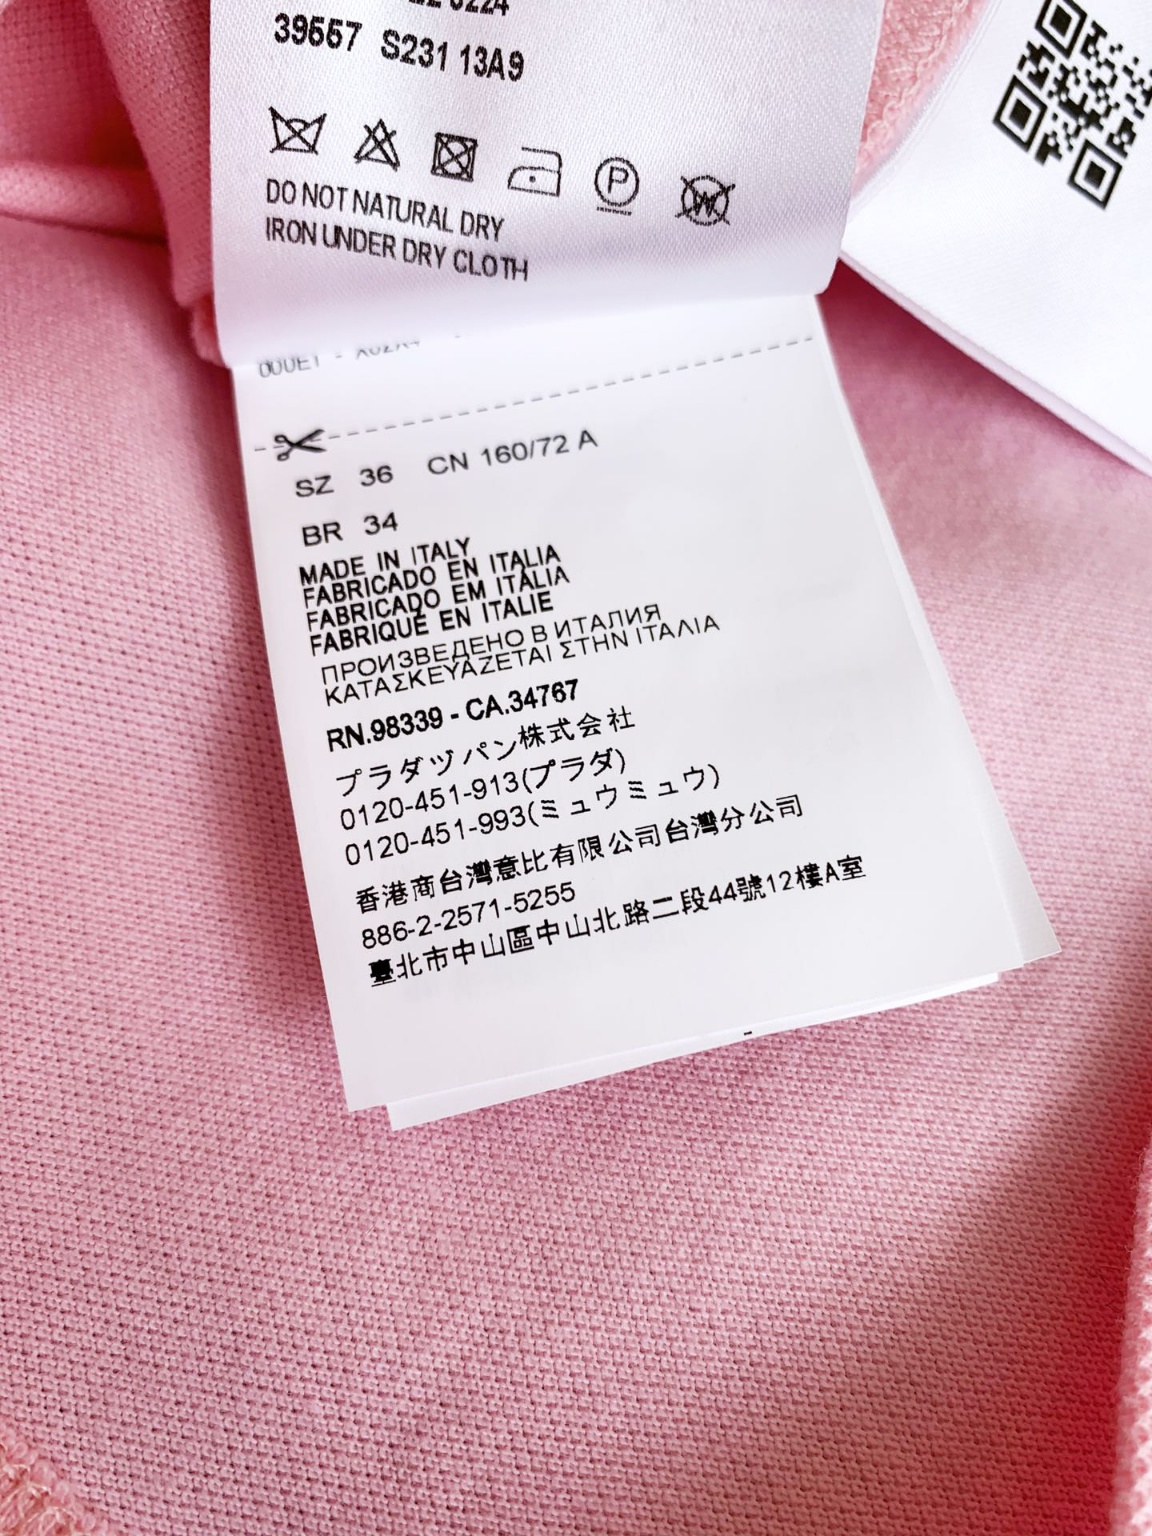 39557 S231 13A9
DO NOT NATURAL DRY
IRON UNDER DRY CLOTH
SZ 36 CN 160/72 A
BR 34
MADE IN ITALY
FABRICADO EN ITALIA
FABRICADO EM ITÁLIA
FABRIQUÉ EN ITALIE
ПРОИЗВЕДЕНО В ИТАЛИЯ
ΚΑΤΑΣΚΕΥΑΖΕΤΑΙ ΣΤΗΝ ΙΤΑΛΙΑ
RN.98339 - CA.34767
プラダヅパン株式会社
0120-451-913(プラダ)
0120-451-993(ミュウミュウ)
香港商台灣意比有限公司台灣分公司
886-2-2571-5255
臺北市中山區中山北路二段44號12樓A室